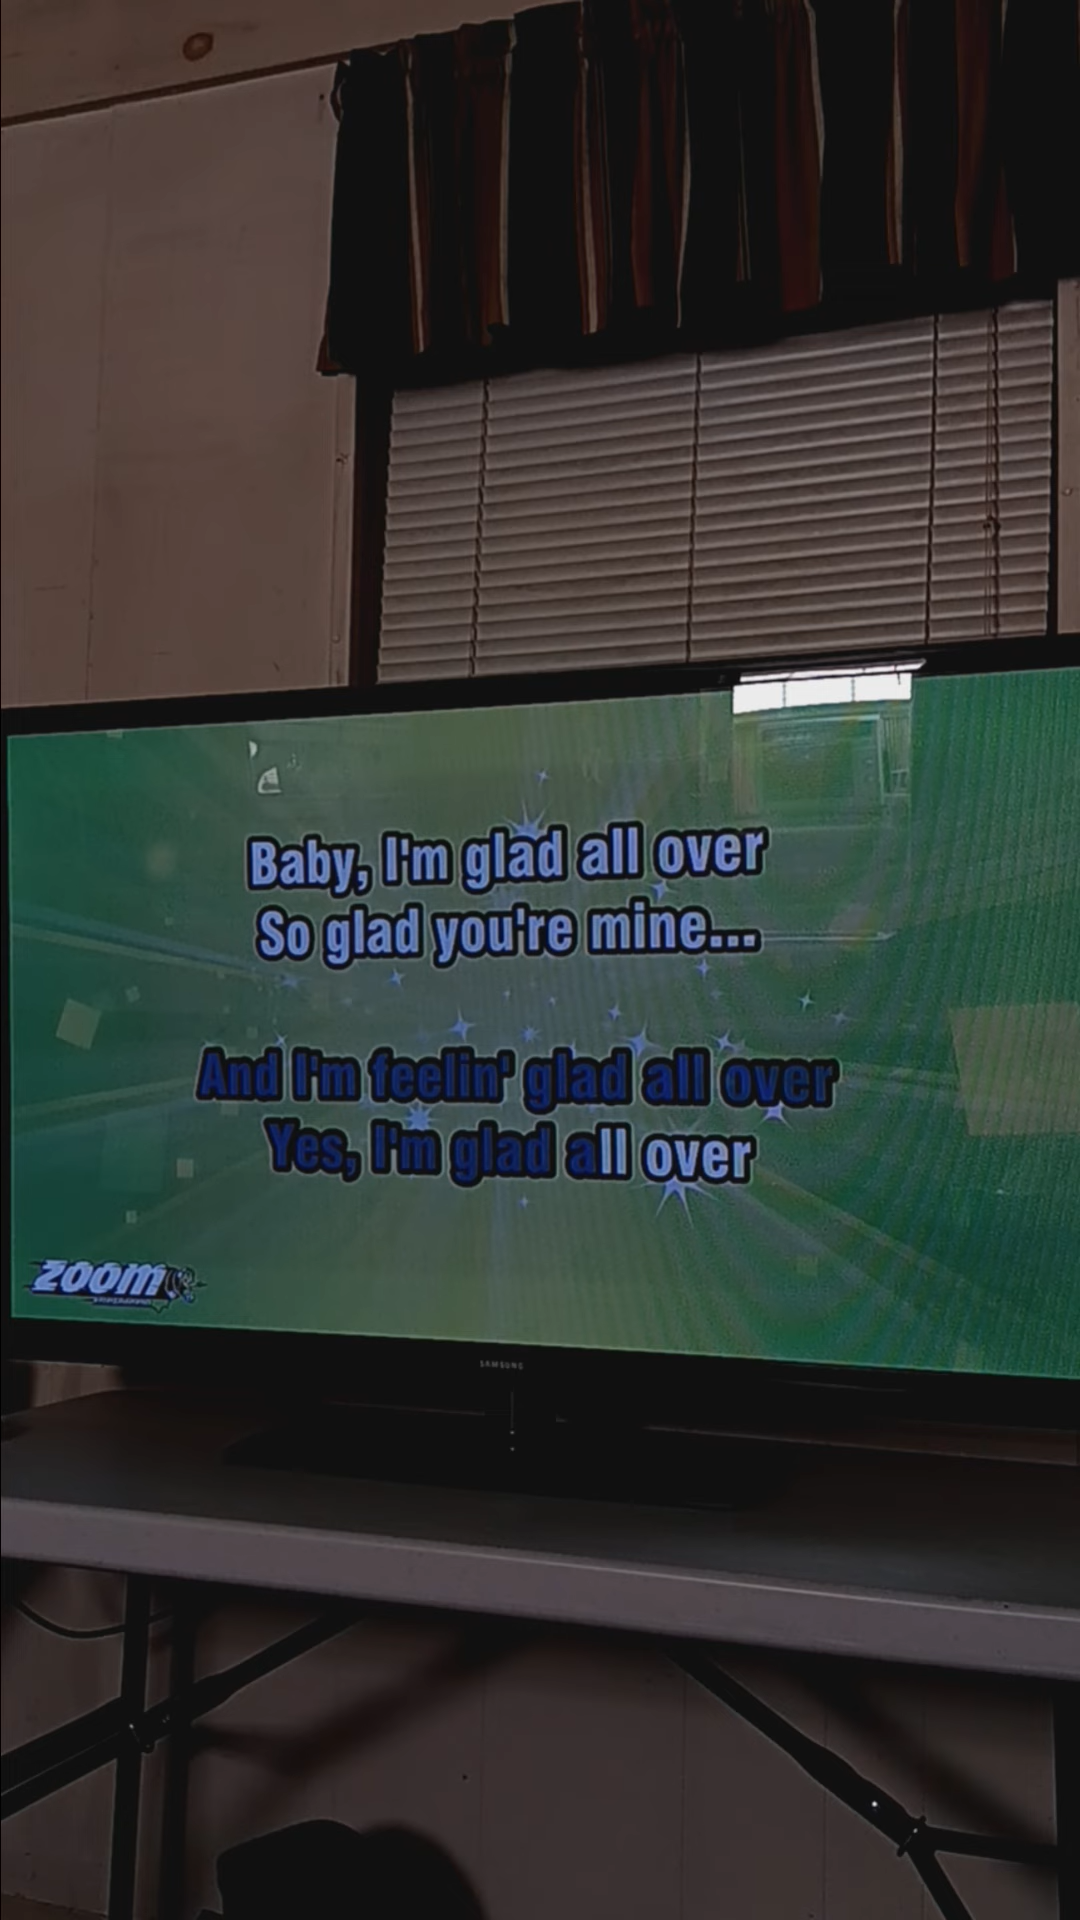 Baby, I'm glad all over
So glad you're mine...
And I'm feelin' glad all over
Yes, I'm glad all over
ZOOM
SAMSUNG